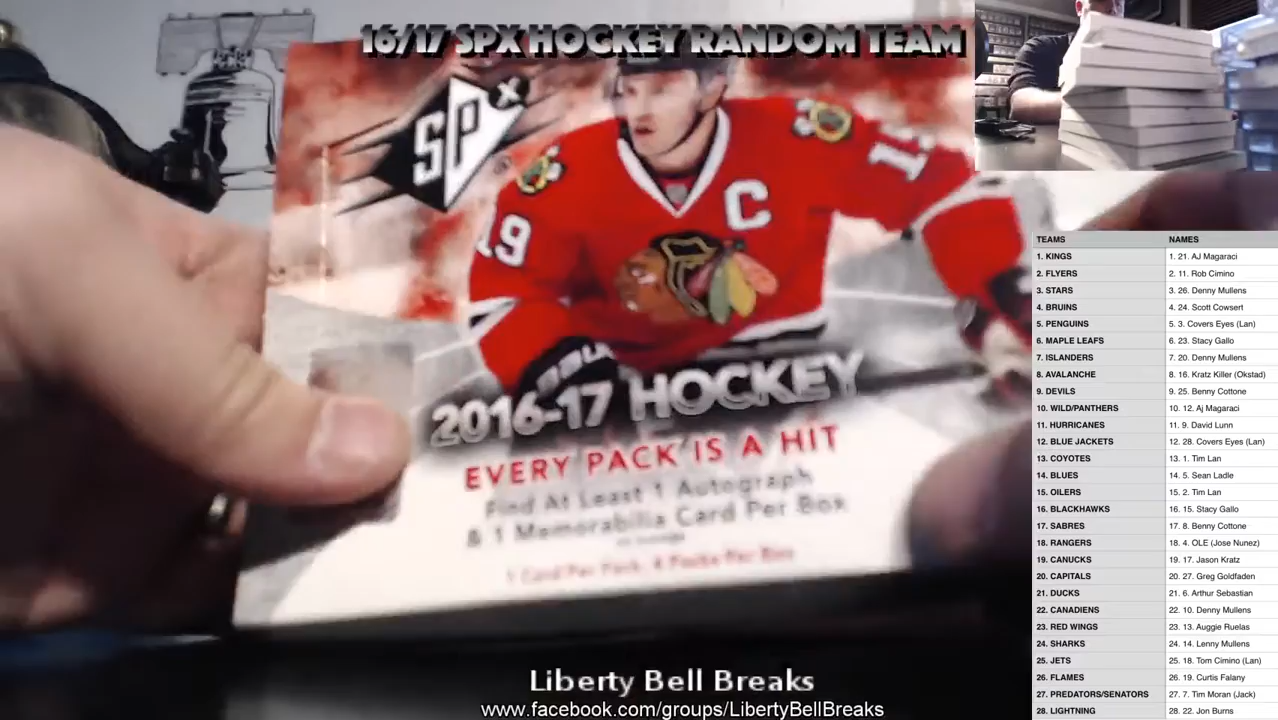 16/17 SPX HOCKEY RANDOM TEAM
SPX
19
C
19
2016-17 HOCKEY
EVERY PACK IS A HIT
Find At Least 1 Autograph
& 1 Memorabilia Card Per Box
1 Card Per Pack, 4 Packs Per Box
TEAMS NAMES
1. KINGS 1. 21. AJ Magaraci
2. FLYERS 2. 11. Rob Cimino
3. STARS 3. 26. Denny Mullens
4. BRUINS 4. 24. Scott Cowsert
5. PENGUINS 5. 3. Covers Eyes (Lan)
6. MAPLE LEAFS 6. 23. Stacy Gallo
7. ISLANDERS 7. 20. Denny Mullens
8. AVALANCHE 8. 16. Kratz Killer (Okstad)
9. DEVILS 9. 25. Benny Cottone
10. WILD/PANTHERS 10. 12. Aj Magaraci
11. HURRICANES 11. 9. David Lunn
12. BLUE JACKETS 12. 28. Covers Eyes (Lan)
13. COYOTES 13. 1. Tim Lan
14. BLUES 14. 5. Sean Ladle
15. OILERS 15. 2. Tim Lan
16. BLACKHAWKS 16. 15. Stacy Gallo
17. SABRES 17. 8. Benny Cottone
18. RANGERS 18. 4. OLE (Jose Nunez)
19. CANUCKS 19. 17. Jason Kratz
20. CAPITALS 20. 27. Greg Goldfaden
21. DUCKS 21. 6. Arthur Sebastian
22. CANADIENS 22. 10. Denny Mullens
23. RED WINGS 23. 13. Auggie Ruelas
24. SHARKS 24. 14. Lenny Mullens
25. JETS 25. 18. Tom Cimino (Lan)
26. FLAMES 26. 19. Curtis Falany
27. PREDATORS/SENATORS 27. 7. Tim Moran (Jack)
28. LIGHTNING 28. 22. Jon Burns
Liberty Bell Breaks
www.facebook.com/groups/LibertyBellBreaks